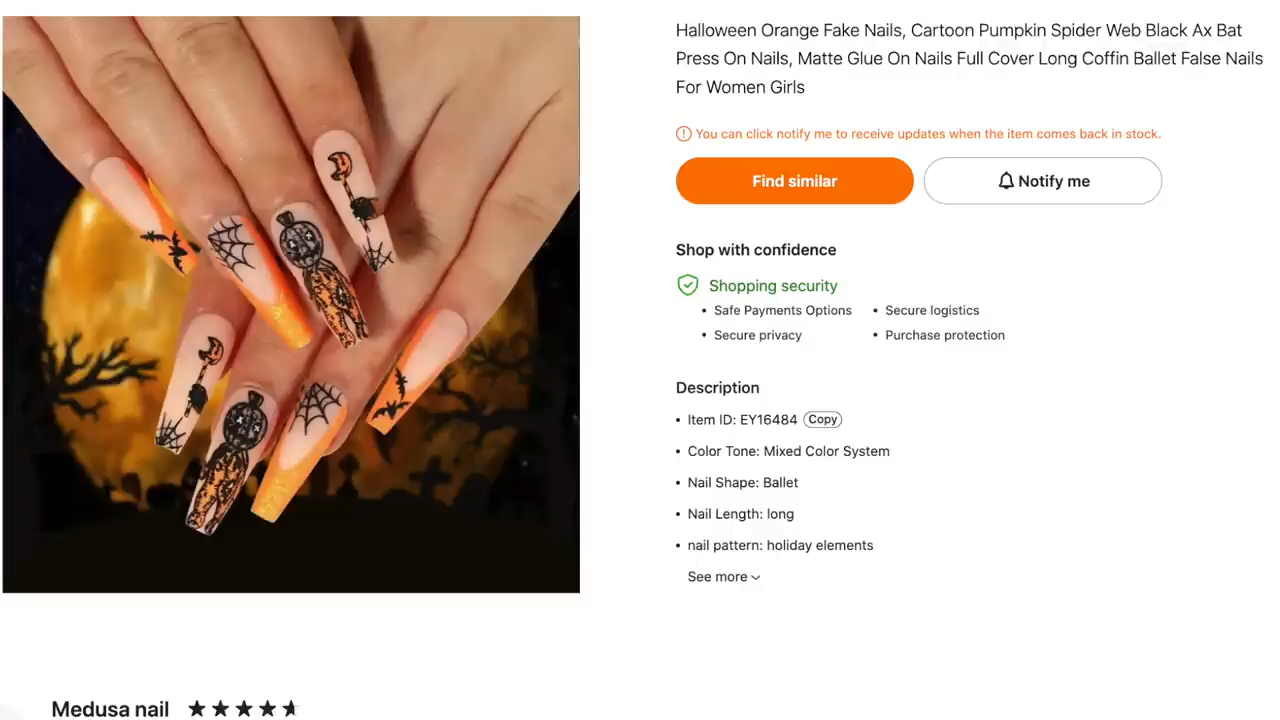 Halloween Orange Fake Nails, Cartoon Pumpkin Spider Web Black Ax Bat
Press On Nails, Matte Glue On Nails Full Cover Long Coffin Ballet False Nails
For Women Girls
You can click notify me to receive updates when the item comes back in stock.
Find similar
Notify me
Shop with confidence
Shopping security
• Safe Payments Options
• Secure logistics
• Secure privacy
• Purchase protection
Description
• Item ID: EY16484 Copy
• Color Tone: Mixed Color System
• Nail Shape: Ballet
• Nail Length: long
• nail pattern: holiday elements
See more
Medusa nail